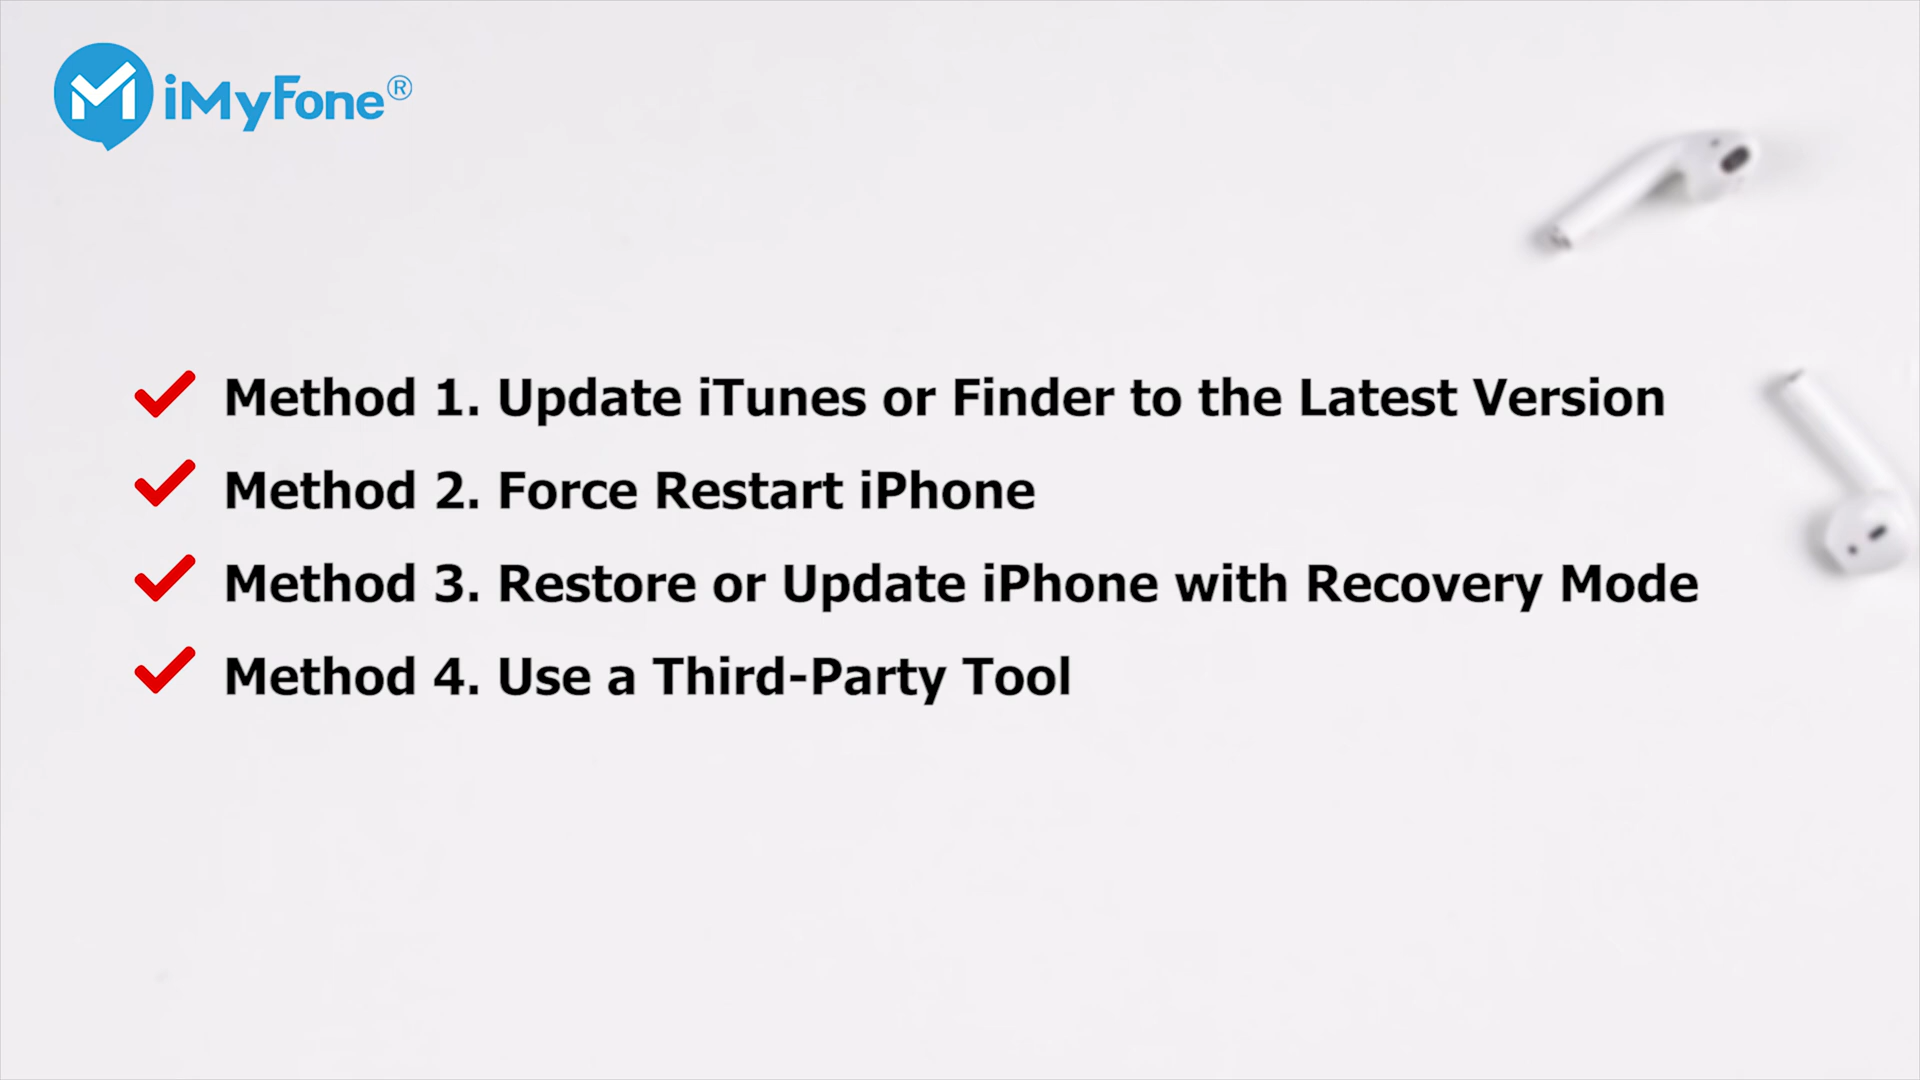 iMyFone®
Method 1. Update iTunes or Finder to the Latest Version
Method 2. Force Restart iPhone
Method 3. Restore or Update iPhone with Recovery Mode
Method 4. Use a Third-Party Tool